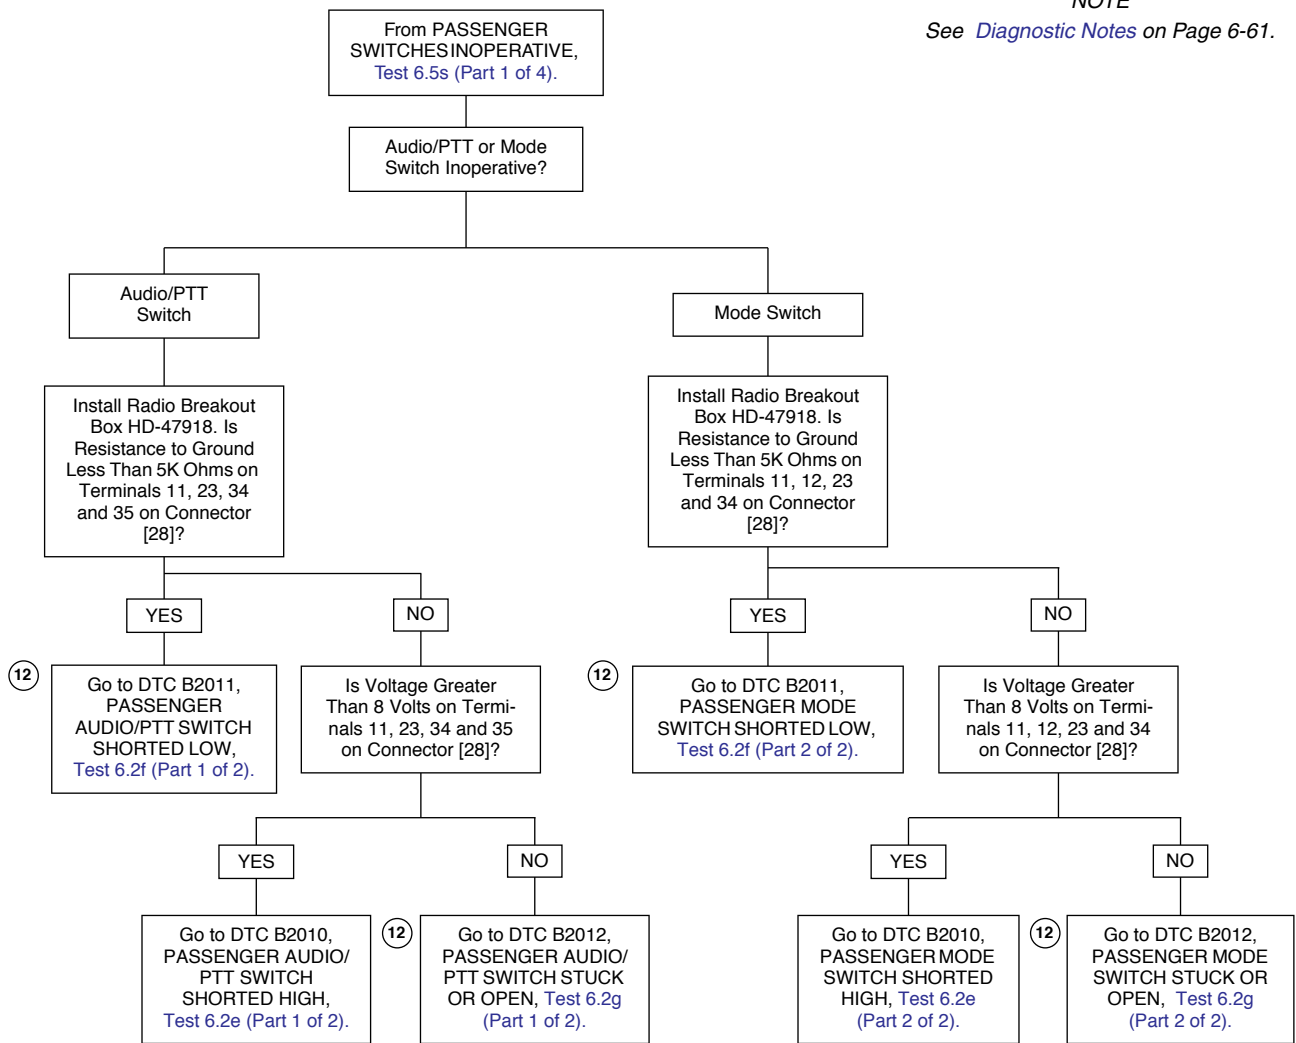 NOTE
See Diagnostic Notes on Page 6-61.
From PASSENGER
SWITCHES INOPERATIVE,
Test 6.5s (Part 1 of 4).
Audio/PTT or Mode
Switch Inoperative?
Audio/PTT
Switch
Mode Switch
Install Radio Breakout
Box HD-47918. Is
Resistance to Ground
Less Than 5K Ohms on
Terminals 11, 23, 34
and 35 on Connector
[28]?
Install Radio Breakout
Box HD-47918. Is
Resistance to Ground
Less Than 5K Ohms on
Terminals 11, 12, 23
and 34 on Connector
[28]?
YES
NO
YES
NO
12
Go to DTC B2011,
PASSENGER
AUDIO/PTT SWITCH
SHORTED LOW,
Test 6.2f (Part 1 of 2).
Is Voltage Greater
Than 8 Volts on Termi-
nals 11, 23, 34 and 35
on Connector [28]?
12
Go to DTC B2011,
PASSENGER MODE
SWITCH SHORTED LOW,
Test 6.2f (Part 2 of 2).
Is Voltage Greater
Than 8 Volts on Termi-
nals 11, 12, 23 and 34
on Connector [28]?
YES
NO
YES
NO
Go to DTC B2010,
PASSENGER AUDIO/
PTT SWITCH
SHORTED HIGH,
Test 6.2e (Part 1 of 2).
12
Go to DTC B2012,
PASSENGER AUDIO/
PTT SWITCH STUCK
OR OPEN, Test 6.2g
(Part 1 of 2).
Go to DTC B2010,
PASSENGER MODE
SWITCH SHORTED
HIGH, Test 6.2e
(Part 2 of 2).
12
Go to DTC B2012,
PASSENGER MODE
SWITCH STUCK OR
OPEN, Test 6.2g
(Part 2 of 2).